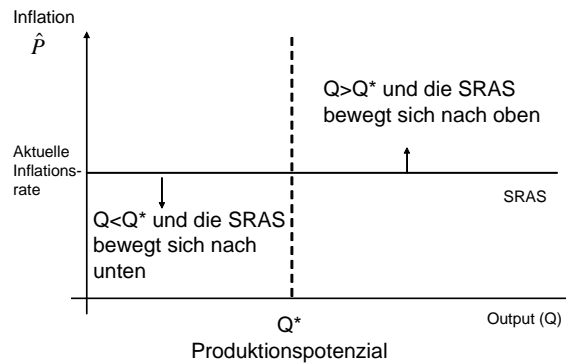 Inflation
P̂
Q>Q* und die SRAS
bewegt sich nach oben
Aktuelle
Inflations-
rate
SRAS
Q<Q* und die SRAS
bewegt sich nach
unten
Q*
Output (Q)
Produktionspotenzial